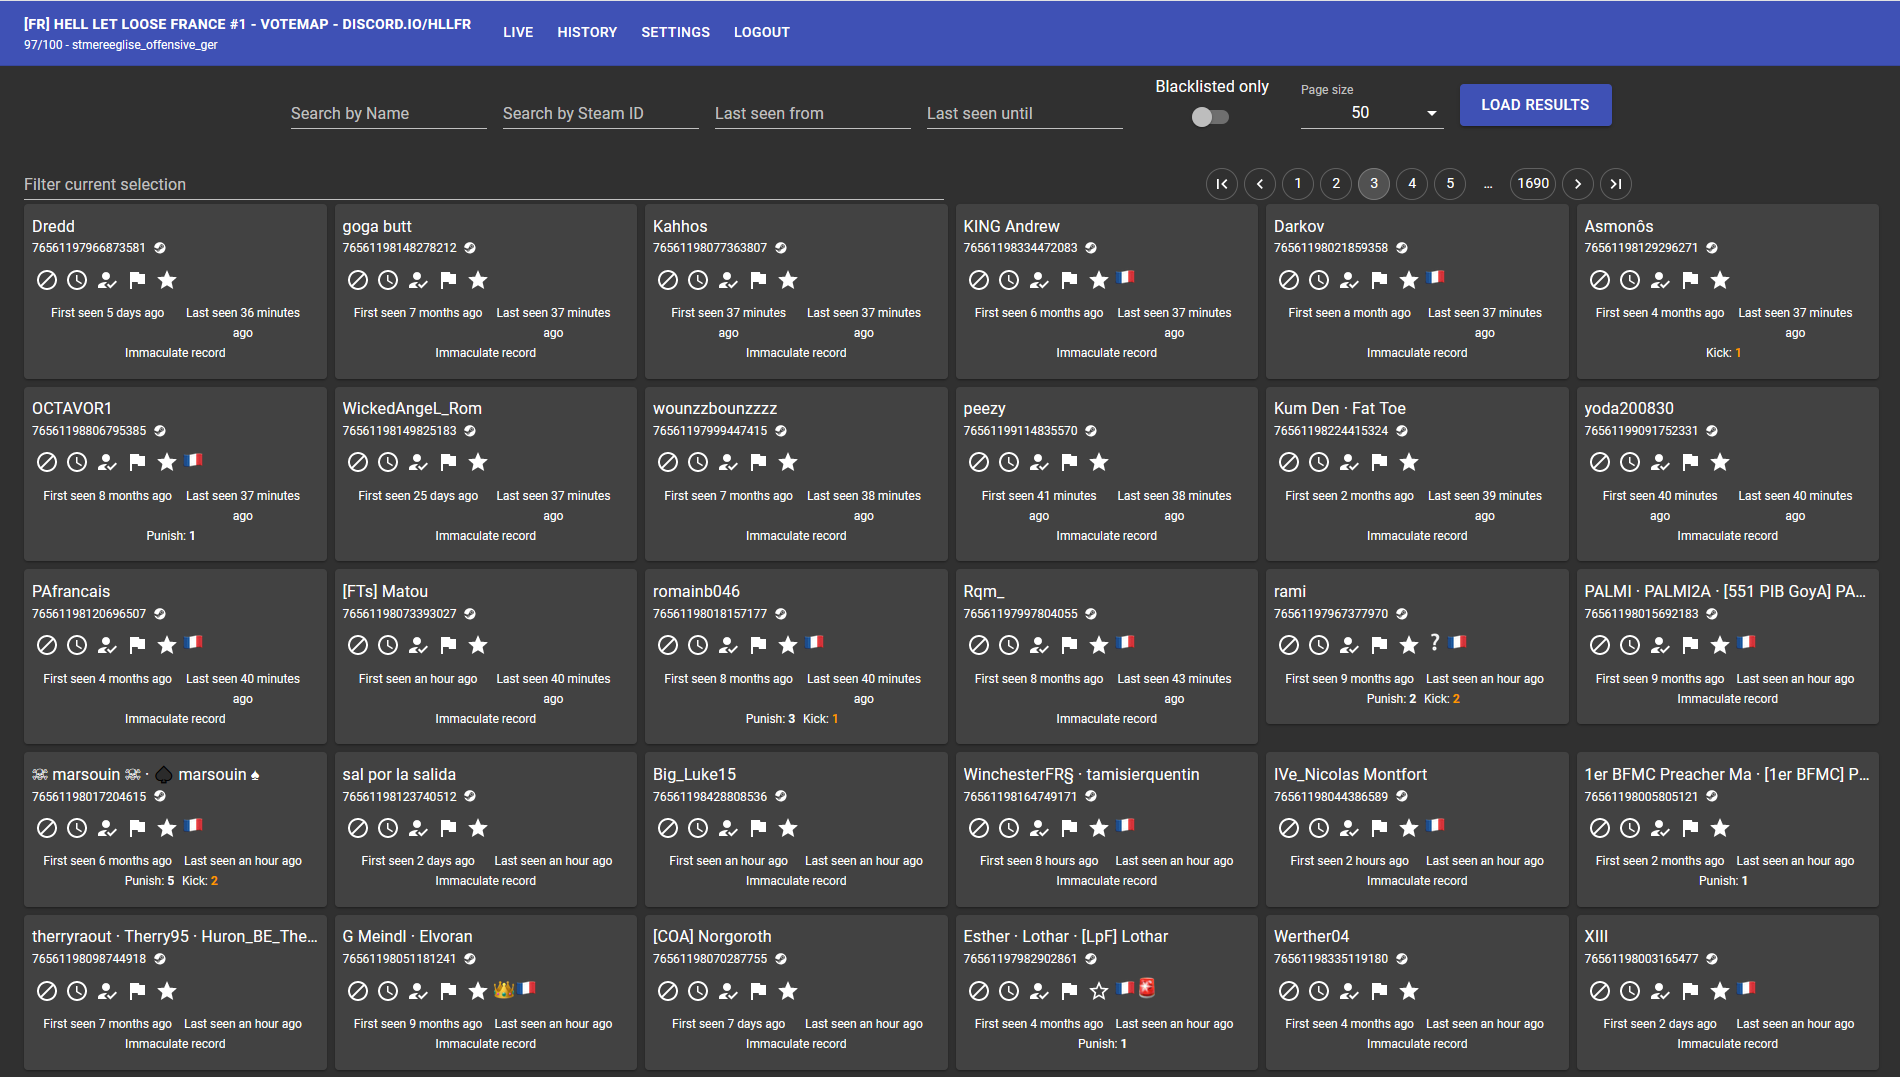 [FR] HELL LET LOOSE FRANCE #1 - VOTEMAP - DISCORD.IO/HLLFR
97/100 - stmereeglise_offensive_ger
LIVE HISTORY SETTINGS LOGOUT
Search by Name
Search by Steam ID
Last seen from
Last seen until
Blacklisted only
Page size
50
LOAD RESULTS
Filter current selection
1 2 3 4 5 ... 1690
Dredd
76561197966873581
First seen 5 days ago
Last seen 36 minutes
ago
Immaculate record
goga butt
76561198148278212
First seen 7 months ago
Last seen 37 minutes
ago
Immaculate record
Kahhos
76561198077363807
First seen 37 minutes
ago
Last seen 37 minutes
ago
Immaculate record
KING Andrew
76561198334472083
First seen 6 months ago
Last seen 37 minutes
ago
Immaculate record
Darkov
76561198021859358
First seen a month ago
Last seen 37 minutes
ago
Immaculate record
Asmonôs
76561198129296271
First seen 4 months ago
Last seen 37 minutes
ago
Kick: 1
OCTAVOR1
76561198806795385
First seen 8 months ago
Last seen 37 minutes
ago
Punish: 1
WickedAngeL_Rom
76561198149825183
First seen 25 days ago
Last seen 37 minutes
ago
Immaculate record
wounzzbounzzzz
76561197999447415
First seen 7 months ago
Last seen 38 minutes
ago
Immaculate record
peezy
76561199114835570
First seen 41 minutes
ago
Last seen 38 minutes
ago
Immaculate record
Kum Den · Fat Toe
76561198224415324
First seen 2 months ago
Last seen 39 minutes
ago
Immaculate record
yoda200830
76561199091752331
First seen 40 minutes
ago
Last seen 40 minutes
ago
Immaculate record
PAfrancais
76561198120696507
First seen 4 months ago
Last seen 40 minutes
ago
Immaculate record
[FTs] Matou
76561198073393027
First seen an hour ago
Last seen 40 minutes
ago
Immaculate record
romainb046
76561198018157177
First seen 8 months ago
Last seen 40 minutes
ago
Punish: 3 Kick: 1
Rqm_
76561197997804055
First seen 8 months ago
Last seen 43 minutes
ago
Immaculate record
rami
76561197967377970
?
First seen 9 months ago
Last seen an hour ago
Punish: 2 Kick: 2
PALMI · PALMI2A · [551 PIB GoyA] PA...
76561198015692183
First seen 9 months ago
Last seen an hour ago
Immaculate record
☠ marsouin ☠ · ♠ marsouin ♠
76561198017204615
First seen 6 months ago
Last seen an hour ago
Punish: 5 Kick: 2
sal por la salida
76561198123740512
First seen 2 days ago
Last seen an hour ago
Immaculate record
Big_Luke15
76561198428808536
First seen an hour ago
Last seen an hour ago
Immaculate record
WinchesterFR§ · tamisierquentin
76561198164749171
First seen 8 hours ago
Last seen an hour ago
Immaculate record
IVe_Nicolas Montfort
76561198044386589
First seen 2 hours ago
Last seen an hour ago
Immaculate record
1er BFMC Preacher Ma · [1er BFMC] P...
76561198005805121
First seen 2 months ago
Last seen an hour ago
Punish: 1
therryraout · Therry95 · Huron_BE_The...
76561198098744918
First seen 7 months ago
Last seen an hour ago
Immaculate record
G Meindl · Elvoran
76561198051181241
First seen 9 months ago
Last seen an hour ago
Immaculate record
[COA] Norgoroth
76561198070287755
First seen 7 days ago
Last seen an hour ago
Immaculate record
Esther · Lothar · [LpF] Lothar
76561197982902861
First seen 4 months ago
Last seen an hour ago
Punish: 1
Werther04
76561198335119180
First seen 4 months ago
Last seen an hour ago
Immaculate record
XIII
76561198003165477
First seen 2 days ago
Last seen an hour ago
Immaculate record